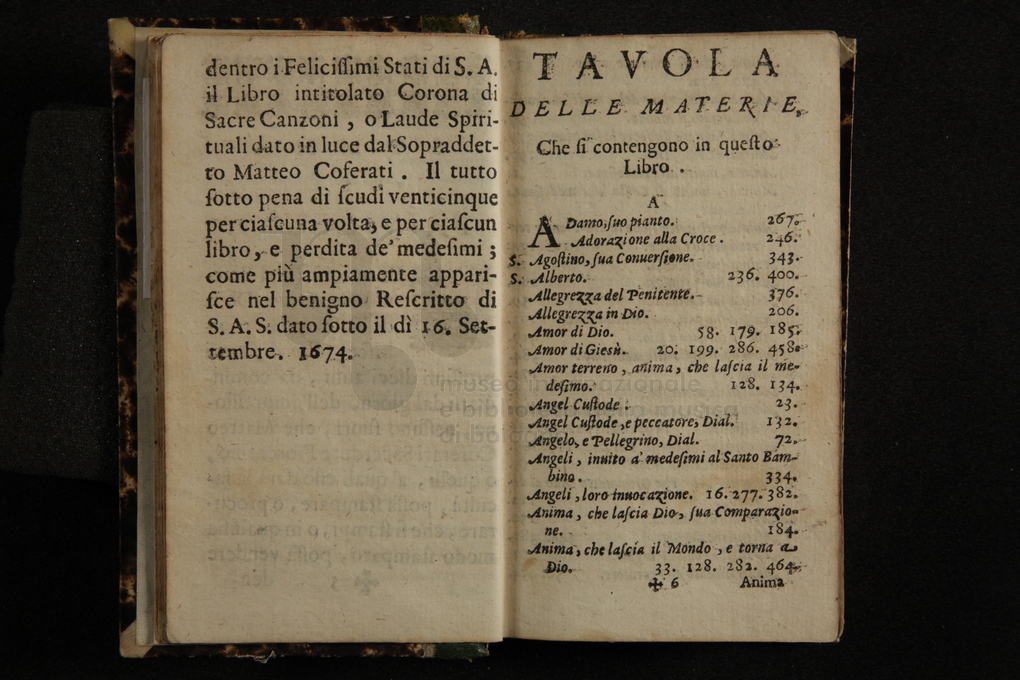 dentro i Feliciſſimi Stati di S. A.
il Libro intitolato Corona di
Sacre Canzoni , o Laude Spiri-
tuali dato in luce dal Sopraddet-
to Matteo Coferati . Il tutto
ſotto pena di ſcudi venticinque
per ciaſcuna volta, e per ciaſcun
libro, e perdita de' medeſimi ;
come più ampiamente appari-
ſce nel benigno Reſcritto di
S. A. S. dato ſotto il dì 16. Set-
tembre. 1674.
TAVOLA
DELLE MATERIE,
Che ſi contengono in queſto
Libro .
A
ADamo, ſuo pianto. 267.
Adorazione alla Croce . 246.
S. Agoſtino, ſua Conuerſione. 343.
S. Alberto. 236. 400.
Allegrezza del Penitente. 376.
Allegrezza in Dio. 206.
Amor di Dio. 58. 179. 185.
Amor di Giesù. 20. 199. 286. 458.
Amor terreno , anima , che laſcia il me-
deſimo. 128. 134.
Angel Cuſtode . 23.
Angel Cuſtode , e peccatore, Dial. 132.
Angelo, e Pellegrino, Dial. 72.
Angeli , inuito a' medeſimi al Santo Bam-
bino. 334.
Angeli , loro inuocazione. 16. 277. 382.
Anima , che laſcia Dio, ſua Comparazio-
ne. 184.
Anima, che laſcia il Mondo , e torna a
Dio. 33. 128. 282. 464.
✠ 6 Anima
museo internazionale
e biblioteca della musica
di bologna